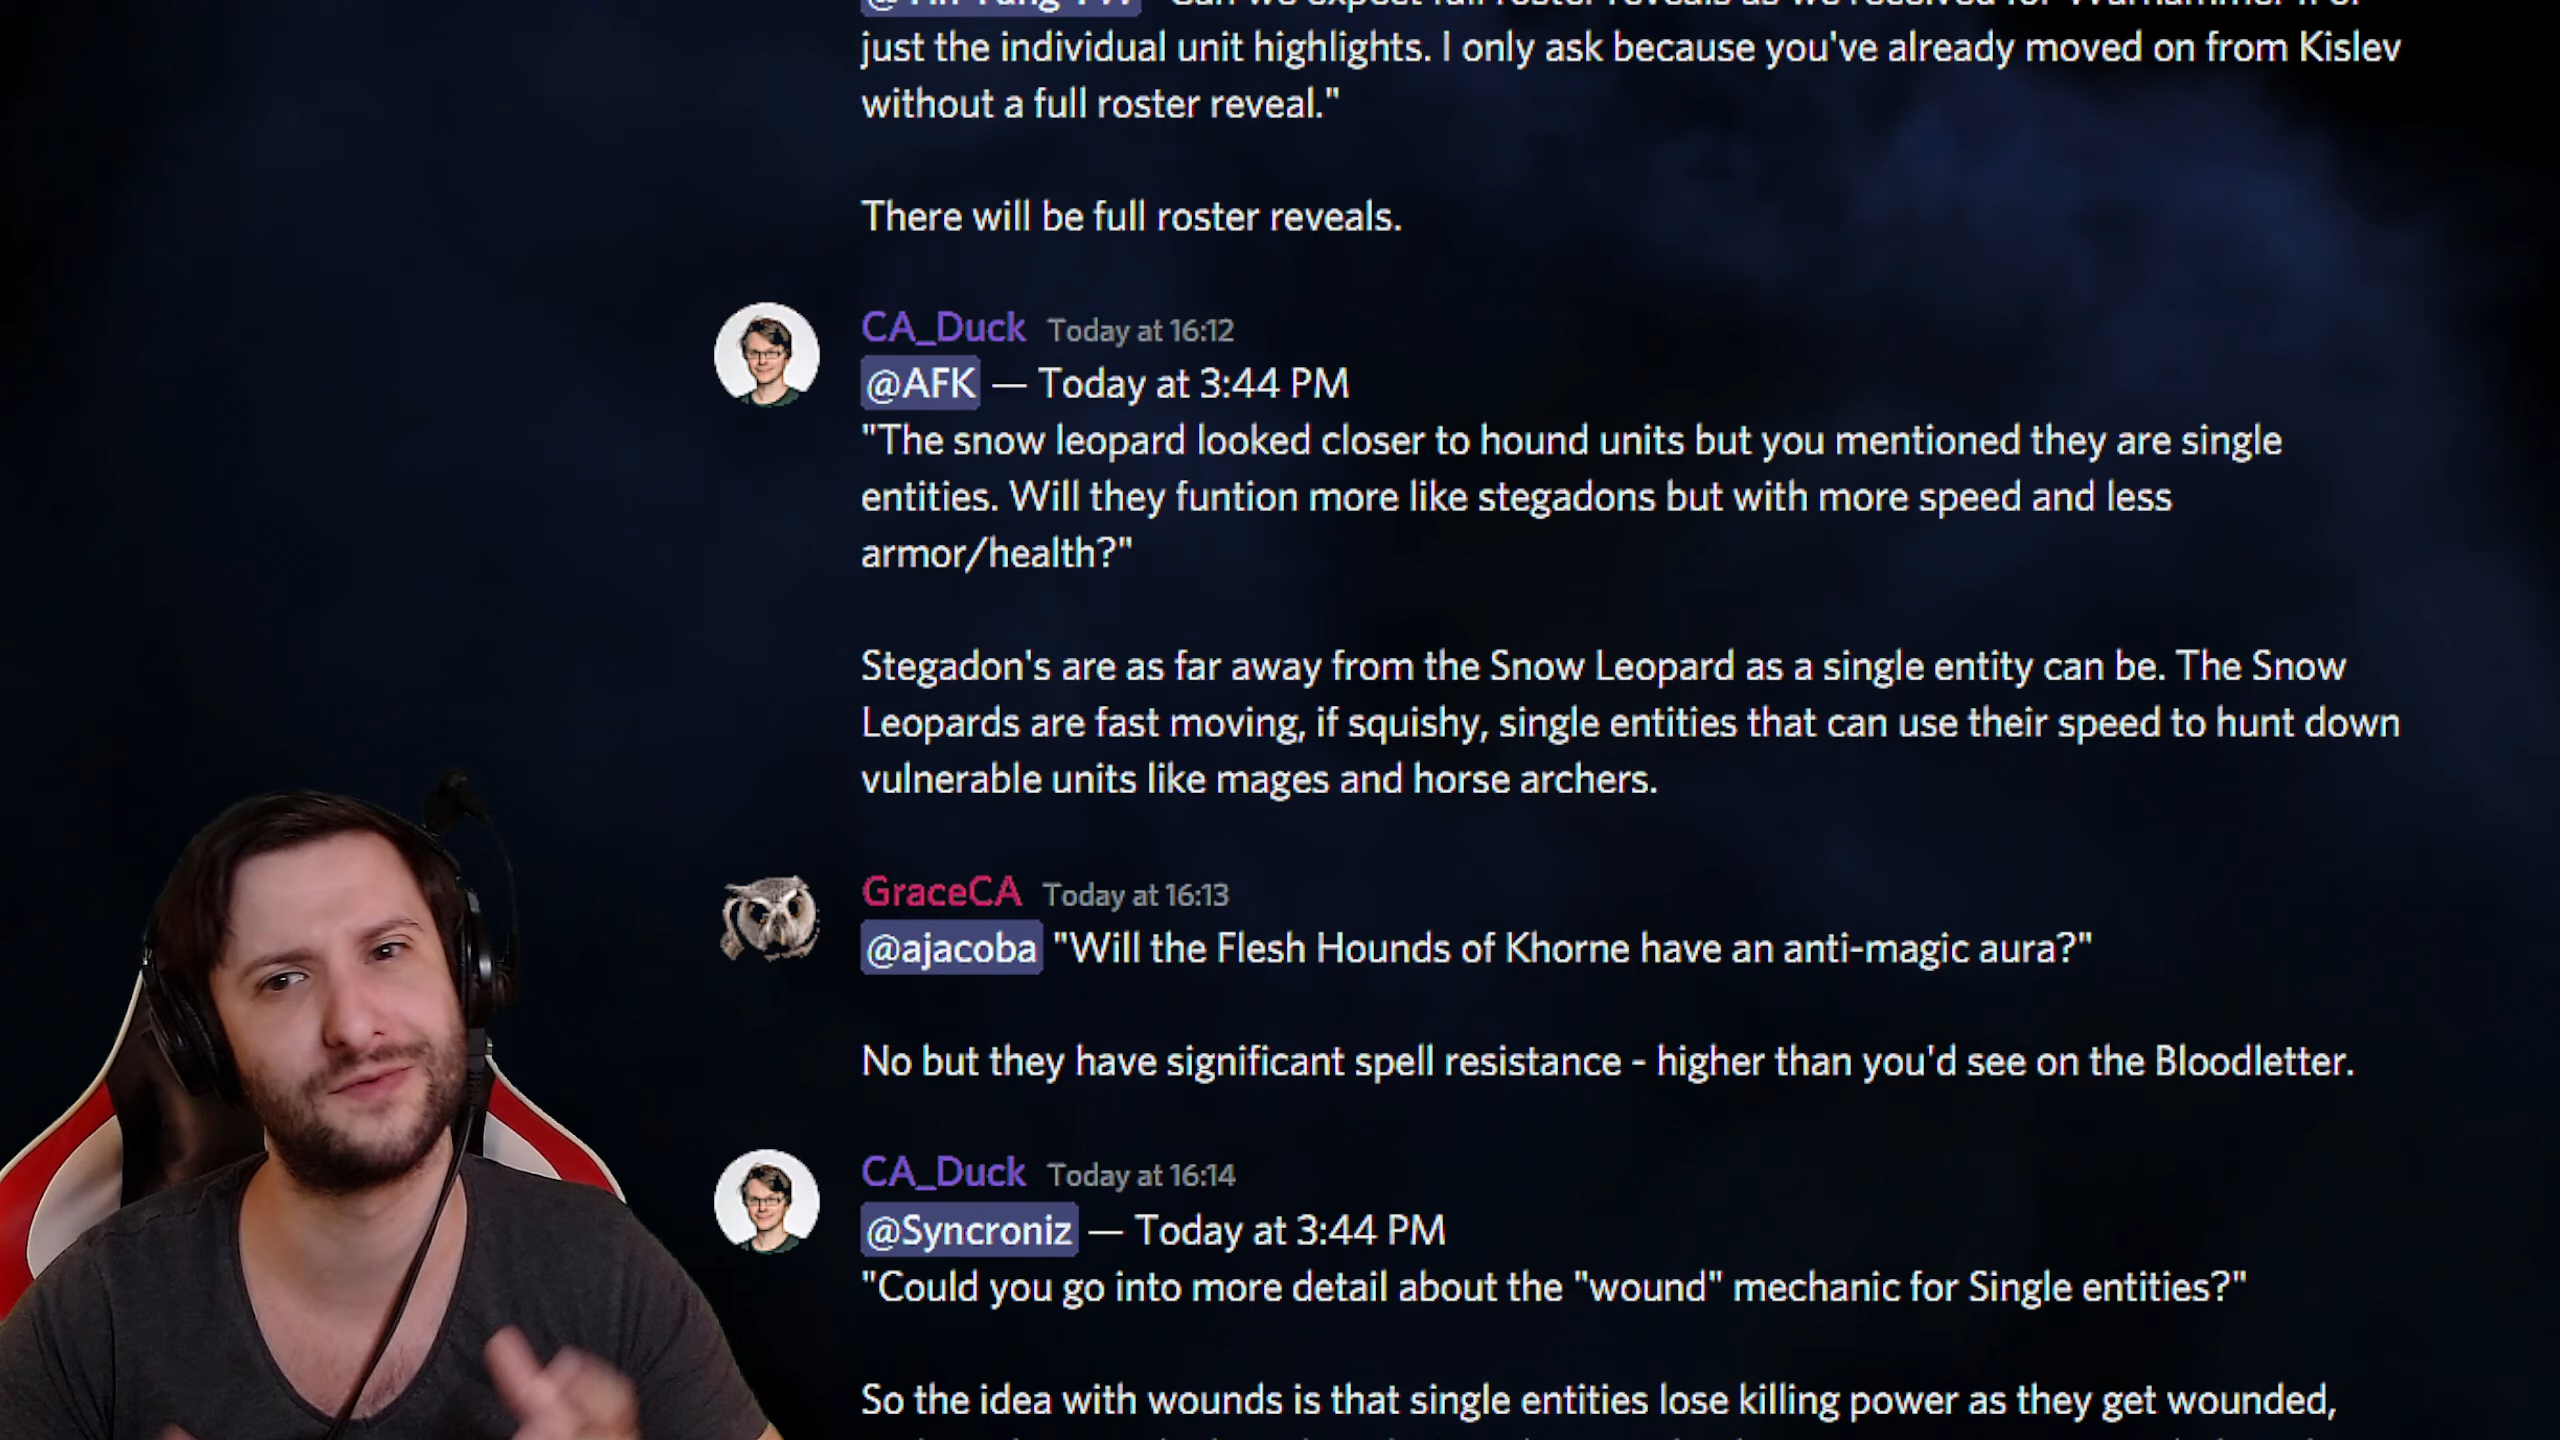 just the individual unit highlights. I only ask because you've already moved on from Kislev
without a full roster reveal."
There will be full roster reveals.
CA_Duck Today at 16:12
@AFK — Today at 3:44 PM
"The snow leopard looked closer to hound units but you mentioned they are single
entities. Will they funtion more like stegadons but with more speed and less
armor/health?"
Stegadon's are as far away from the Snow Leopard as a single entity can be. The Snow
Leopards are fast moving, if squishy, single entities that can use their speed to hunt down
vulnerable units like mages and horse archers.
GraceCA Today at 16:13
@ajacoba "Will the Flesh Hounds of Khorne have an anti-magic aura?"
No but they have significant spell resistance - higher than you'd see on the Bloodletter.
CA_Duck Today at 16:14
@Syncroniz — Today at 3:44 PM
"Could you go into more detail about the "wound" mechanic for Single entities?"
So the idea with wounds is that single entities lose killing power as they get wounded,